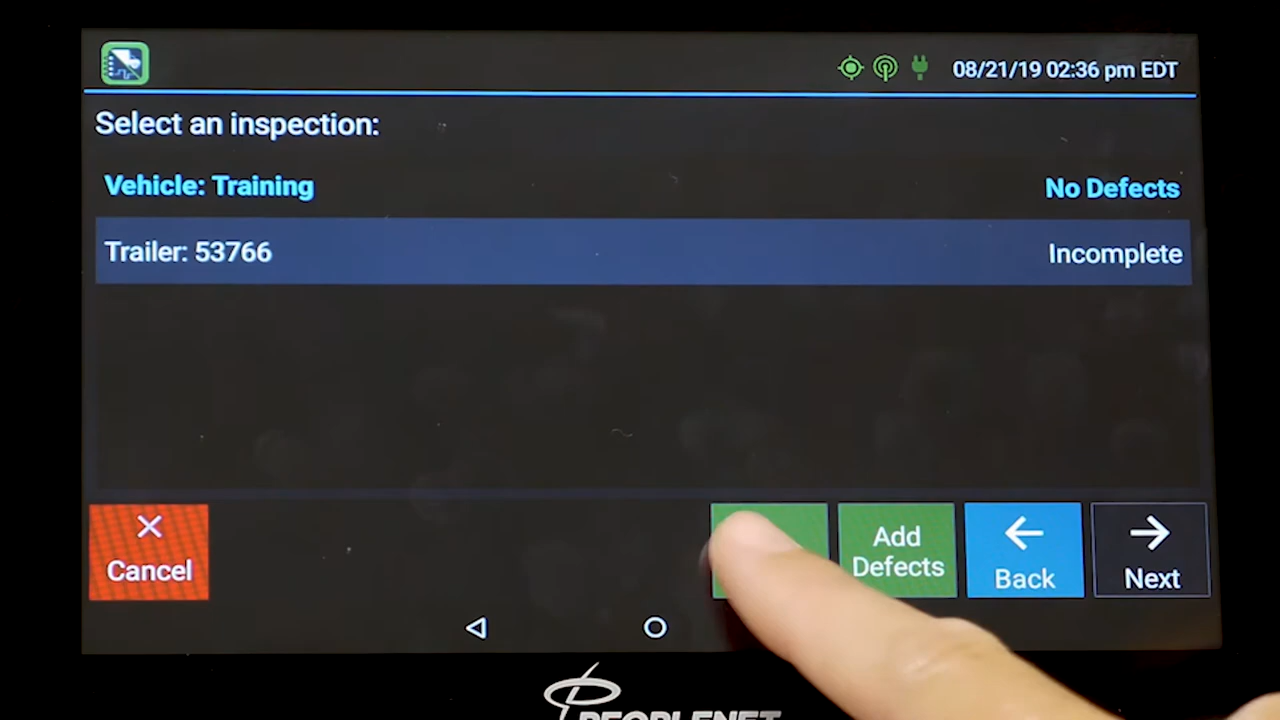 08/21/19 02:36 pm EDT
Select an inspection:
Vehicle: Training
No Defects
Trailer: 53766
Incomplete
Cancel
Add
Defects
Back
Next
PEOPLENET